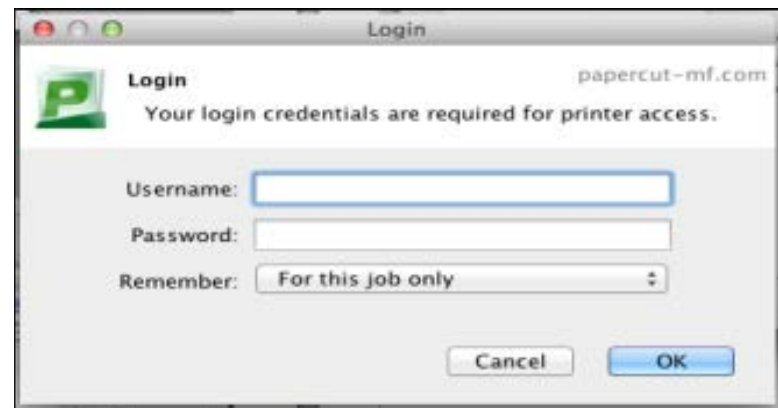 Login
Login
papercut-mf.com
Your login credentials are required for printer access.
Username:
Password:
Remember: For this job only
Cancel OK